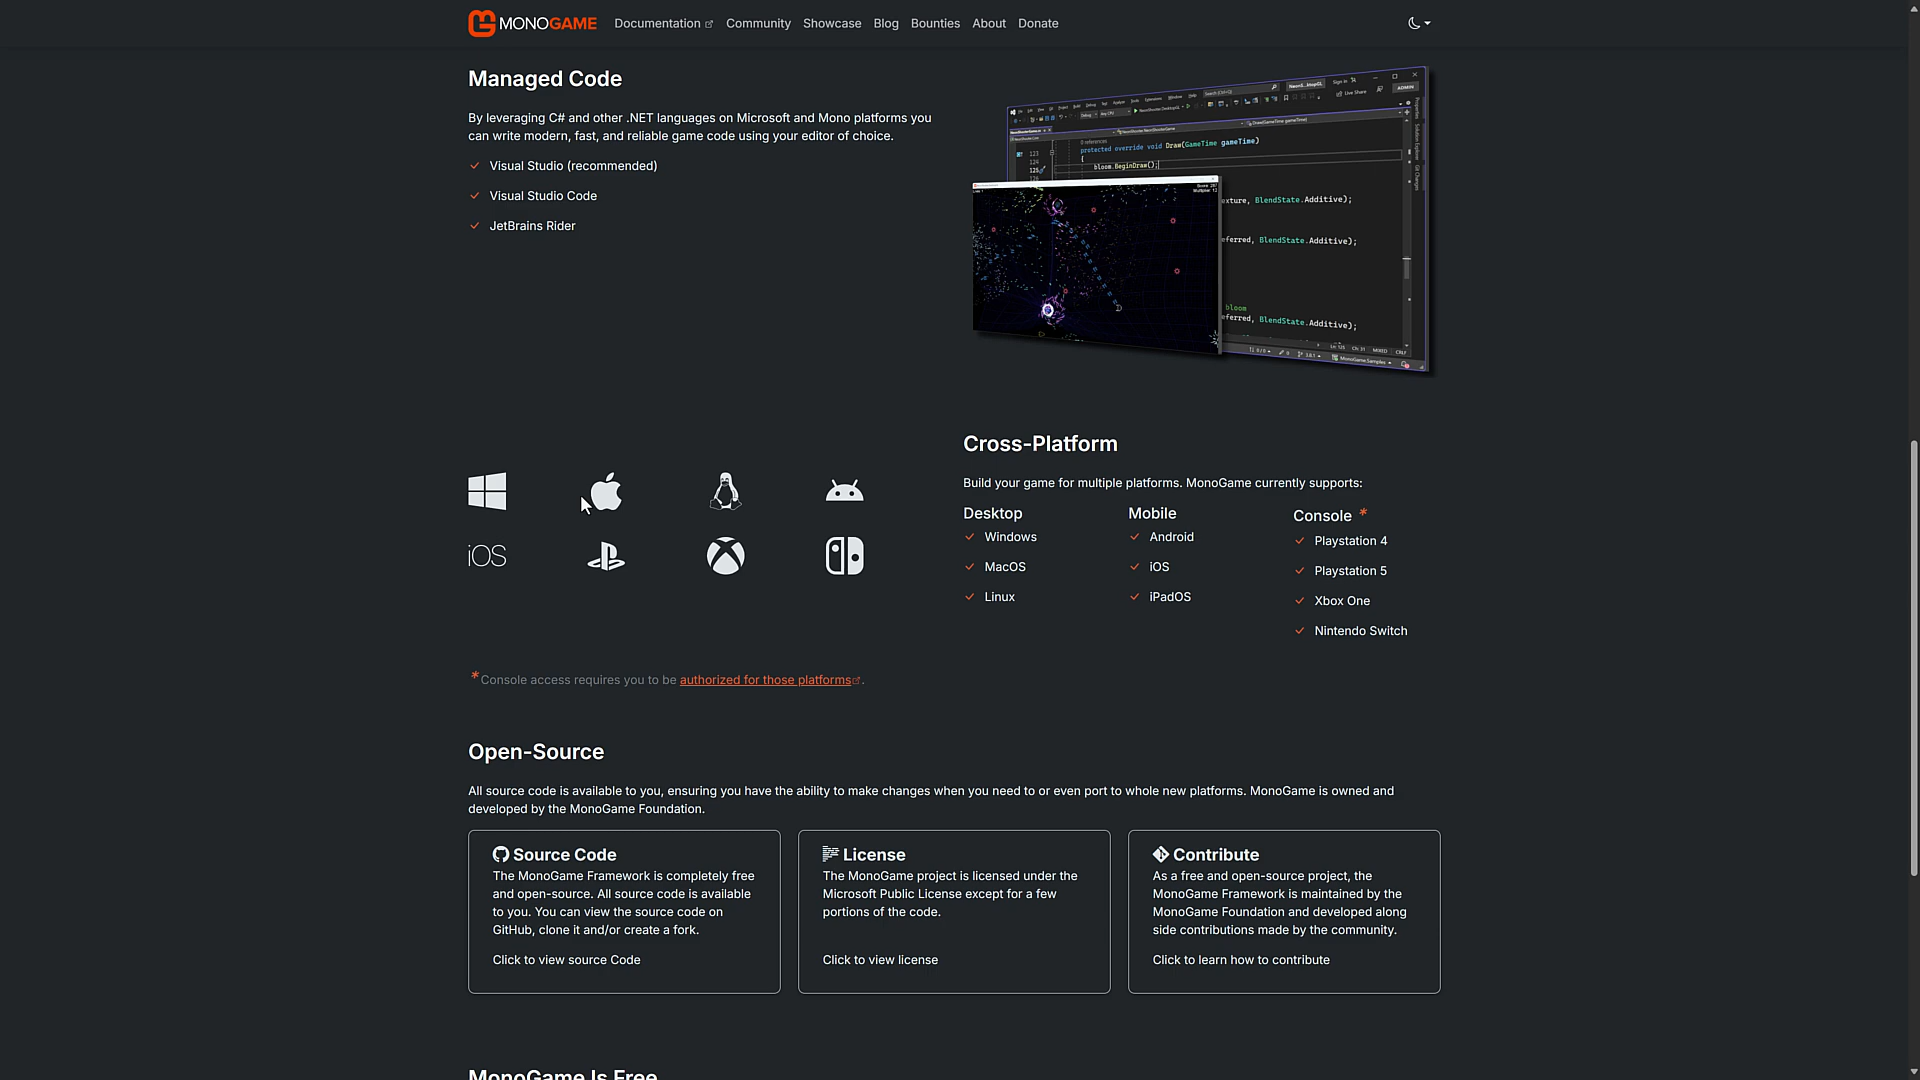 MONOGAME Documentation Community Showcase Blog Bounties About Donate
Managed Code
By leveraging C# and other .NET languages on Microsoft and Mono platforms you
can write modern, fast, and reliable game code using your editor of choice.
Visual Studio (recommended)
Visual Studio Code
JetBrains Rider
protected override void Draw(GameTime gameTime)
{
bloom.BeginDraw();
exture, BlendState.Additive);
eferred, BlendState.Additive);
bloom
eferred, BlendState.Additive);
Cross-Platform
Build your game for multiple platforms. MonoGame currently supports:
Desktop
Windows
MacOS
Linux
Mobile
Android
iOS
iPadOS
Console *
Playstation 4
Playstation 5
Xbox One
Nintendo Switch
iOS
*Console access requires you to be authorized for those platforms.
Open-Source
All source code is available to you, ensuring you have the ability to make changes when you need to or even port to whole new platforms. MonoGame is owned and
developed by the MonoGame Foundation.
Source Code
The MonoGame Framework is completely free
and open-source. All source code is available
to you. You can view the source code on
GitHub, clone it and/or create a fork.
Click to view source Code
License
The MonoGame project is licensed under the
Microsoft Public License except for a few
portions of the code.
Click to view license
Contribute
As a free and open-source project, the
MonoGame Framework is maintained by the
MonoGame Foundation and developed along
side contributions made by the community.
Click to learn how to contribute
MonoGame Is Free